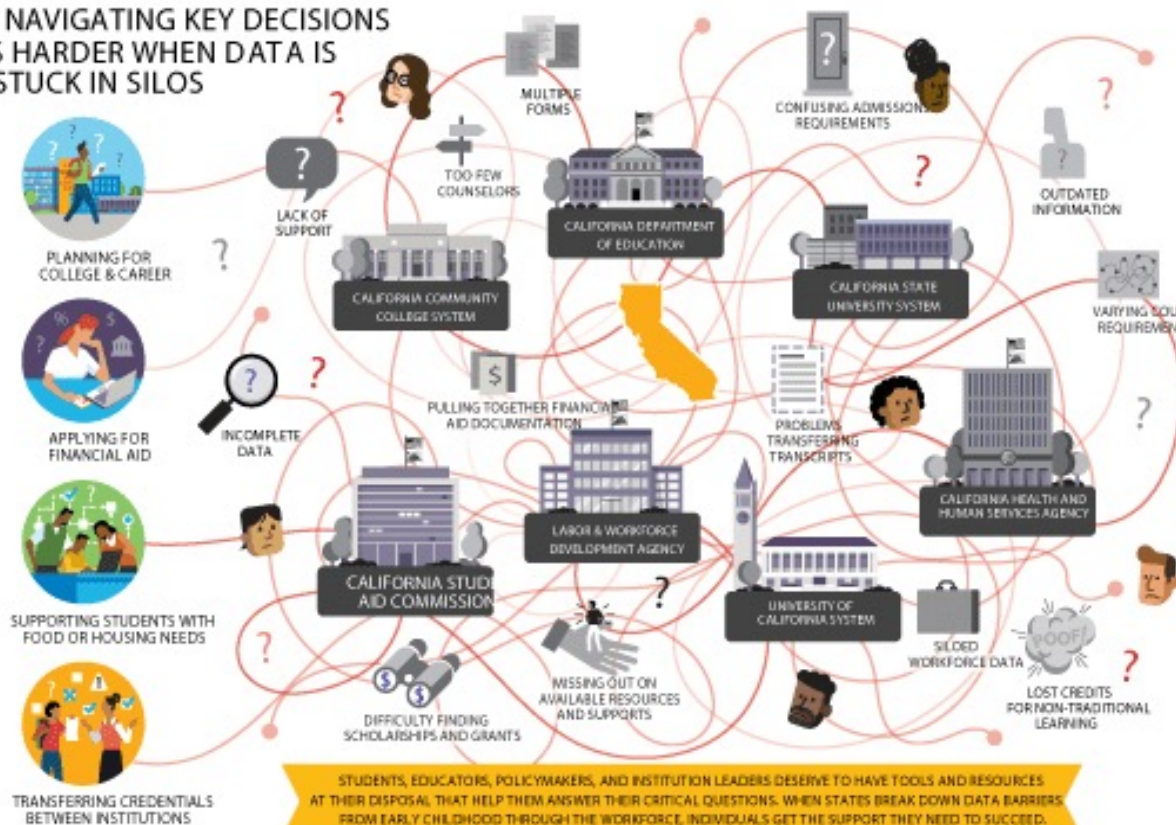 NAVIGATING KEY DECISIONS
HARDER WHEN DATA IS
STUCK IN SILOS
MULTIPLE
FORMS
CONFUSING ADMISSIONS
REQUIREMENTS
TOO FEW
COUNSELORS
LACK OF
SUPPORT
OUTDATED
INFORMATION
PLANNING FOR
COLLEGE & CAREER
CALIFORNIA DEPARTMENT
OF EDUCATION
CALIFORNIA COMMUNITY
COLLEGE SYSTEM
CALIFORNIA STATE
UNIVERSITY SYSTEM
VARYING
APPLYING FOR
FINANCIAL AID
INCOMPLETE
DATA
PULLING TOGETHER FINANCIAL
AID DOCUMENTATION
PROBLEMS
TRANSFERRING
TRANSCRIPTS
CALIFORNIA HEALTH AND
HUMAN SERVICES AGENCY
LABOR & WORKFORCE
DEVELOPMENT AGENCY
CALIFORNIA
AID COMMISSION
UNIVERSITY OF
CALIFORNIA SYSTEM
SUPPORTING STUDENTS WITH
FOOD OR HOUSING NEEDS
SILOED
WORKFORCE DATA
POOF!
LOST CREDITS
FOR NON-TRADITIONAL
LEARNING
MISSING OUT ON
AVAILABLE RESOURCES
AND SUPPORTS
DIFFICULTY FINDING
SCHOLARSHIPS AND GRANTS
TRANSFERRING CREDENTIALS
BETWEEN INSTITUTIONS
STUDENTS, EDUCATORS, POLICYMAKERS, AND INSTITUTION LEADERS DESERVE TO HAVE TOOLS AND RESOURCES
AT THEIR DISPOSAL THAT HELP THEM ANSWER THEIR CRITICAL QUESTIONS. WHEN STATES BREAK DOWN DATA BARRIERS
FROM EARLY CHILDHOOD THROUGH THE WORKFORCE, INDIVIDUALS GET THE SUPPORT THEY NEED TO SUCCEED.